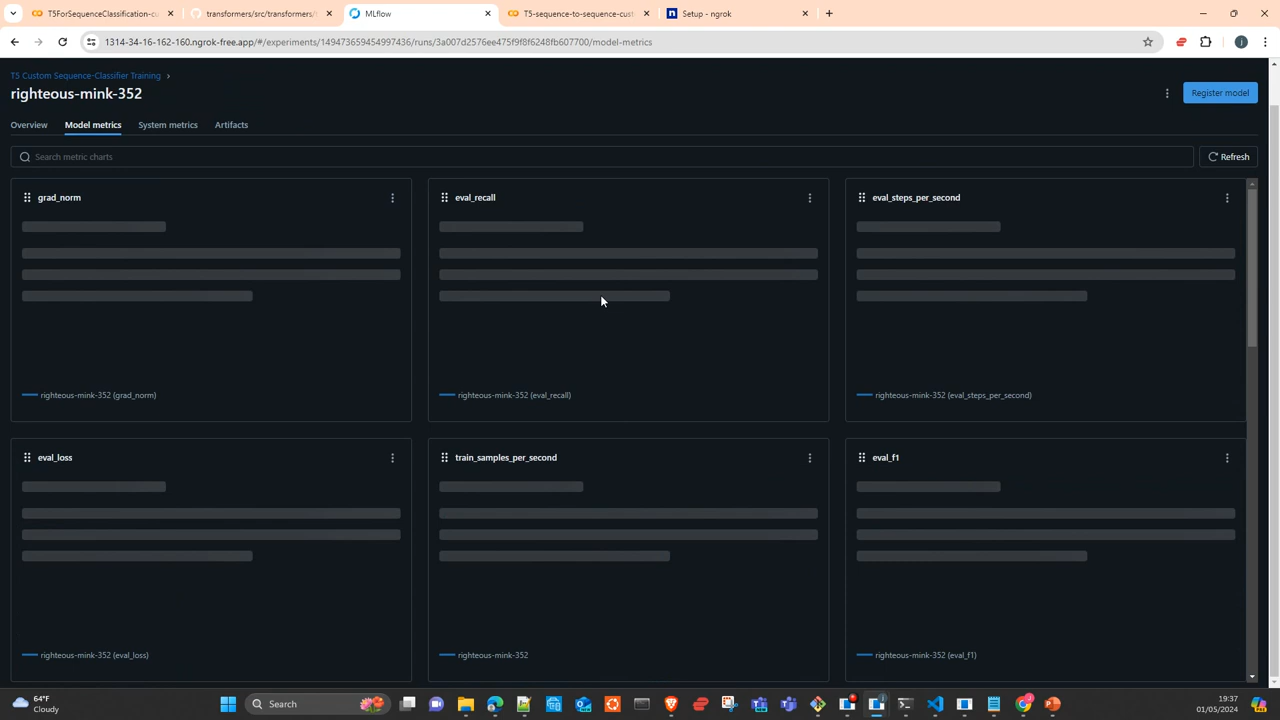 T5ForSequenceClassification-cu
transformers/src/transformers/
MLflow
T5-sequence-to-sequence-cust
Setup - ngrok
1314-34-16-162-160.ngrok-free.app/#/experiments/149473659454997436/runs/3a007d2576ee475f9f8f6248fb607700/model-metrics
T5 Custom Sequence-Classifier Training
righteous-mink-352
Register model
Overview
Model metrics
System metrics
Artifacts
Search metric charts
Refresh
grad_norm
eval_recall
eval_steps_per_second
righteous-mink-352 (grad_norm)
righteous-mink-352 (eval_recall)
righteous-mink-352 (eval_steps_per_second)
eval_loss
train_samples_per_second
eval_f1
righteous-mink-352 (eval_loss)
righteous-mink-352
righteous-mink-352 (eval_f1)
64°F
Cloudy
Search
19:37
01/05/2024